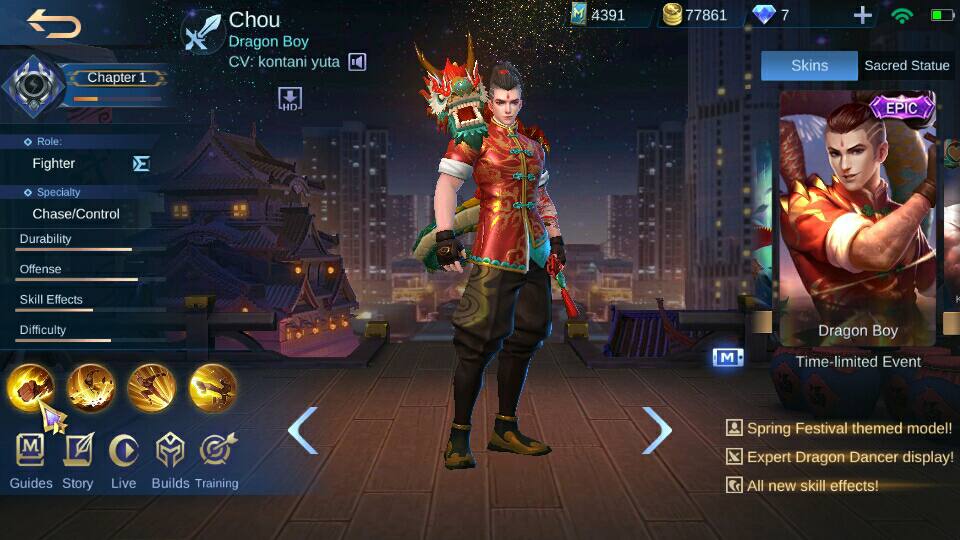 Chou
Dragon Boy
CV: kontani yuta
HD
4391
77861
7
Chapter 1
Role:
Fighter
Specialty
Chase/Control
Durability
Offense
Skill Effects
Difficulty
Guides
Story
Live
Builds
Training
Skins
Sacred Statue
EPIC
Dragon Boy
Time-limited Event
M
Spring Festival themed model!
Expert Dragon Dancer display!
All new skill effects!